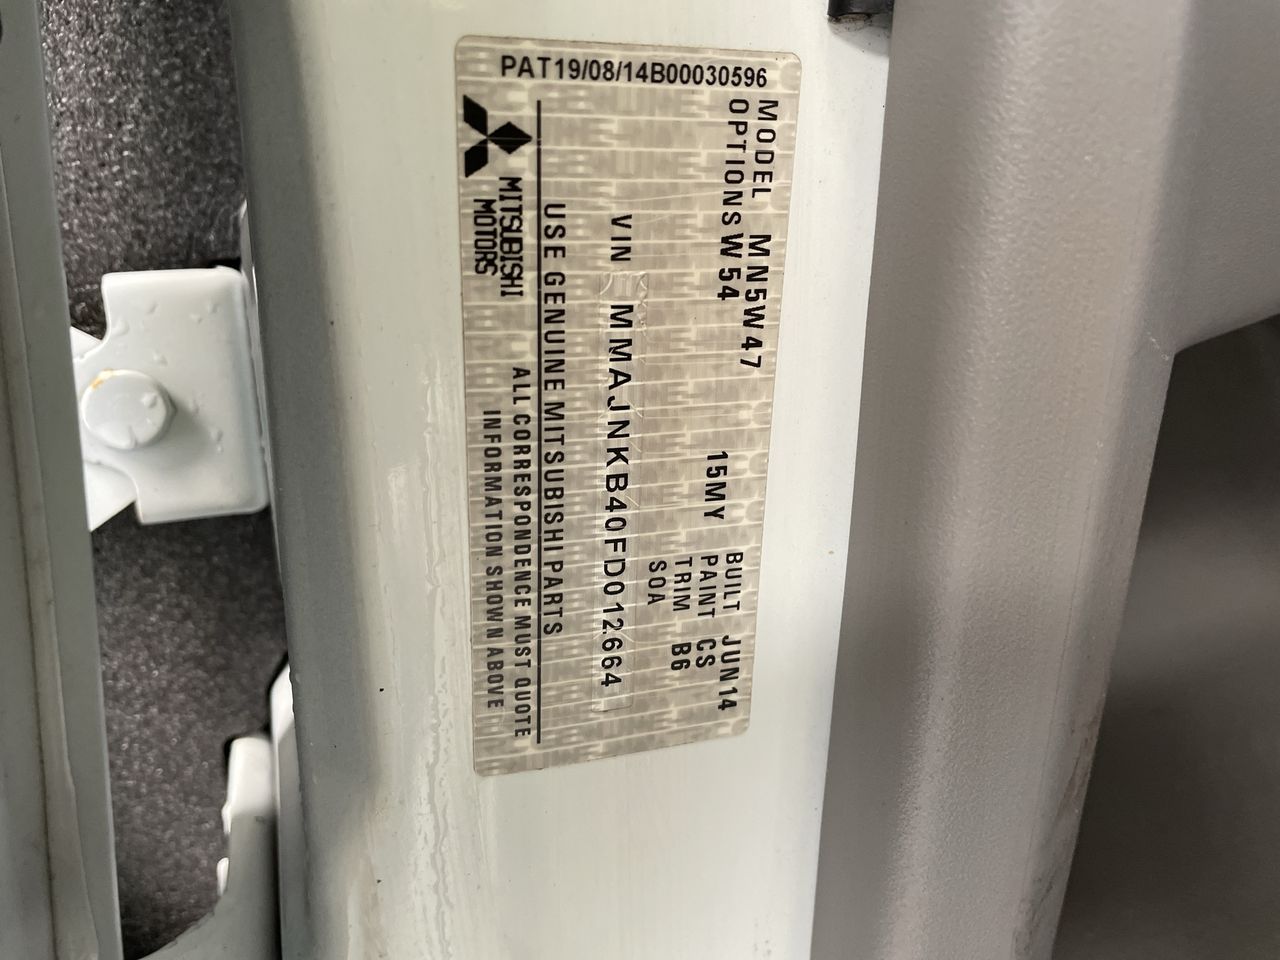 PAT19/08/14B00030596
MODEL MN5W47
OPTIONS W54
15MY
BUILT JUN14
PAINT CS
TRIM B6
SOA
VIN MMAJNKB40FD012664
USE GENUINE MITSUBISHI PARTS
MITSUBISHI
MOTORS
ALL CORRESPONDENCE MUST QUOTE
INFORMATION SHOWN ABOVE